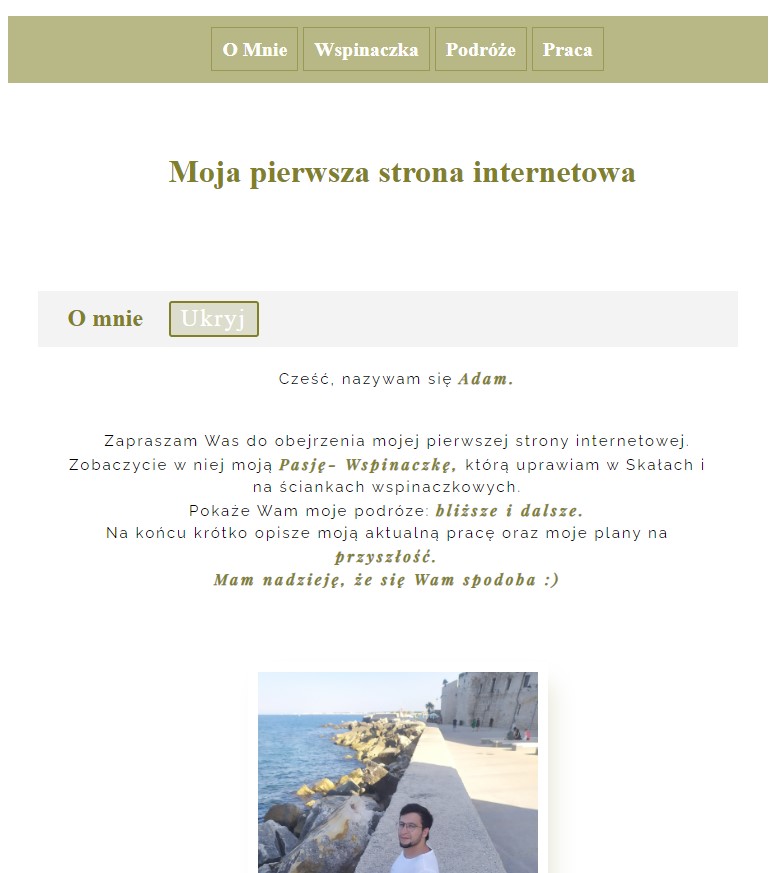 O Mnie Wspinaczka Podróże Praca
Moja pierwsza strona internetowa
O mnie Ukryj
Cześć, nazywam się Adam.
Zapraszam Was do obejrzenia mojej pierwszej strony internetowej.
Zobaczycie w niej moją Pasję- Wspinaczkę, którą uprawiam w Skałach i
na ściankach wspinaczkowych.
Pokaże Wam moje podróze: bliższe i dalsze.
Na końcu krótko opisze moją aktualną pracę oraz moje plany na
przyszłość.
Mam nadzieję, że się Wam spodoba :)